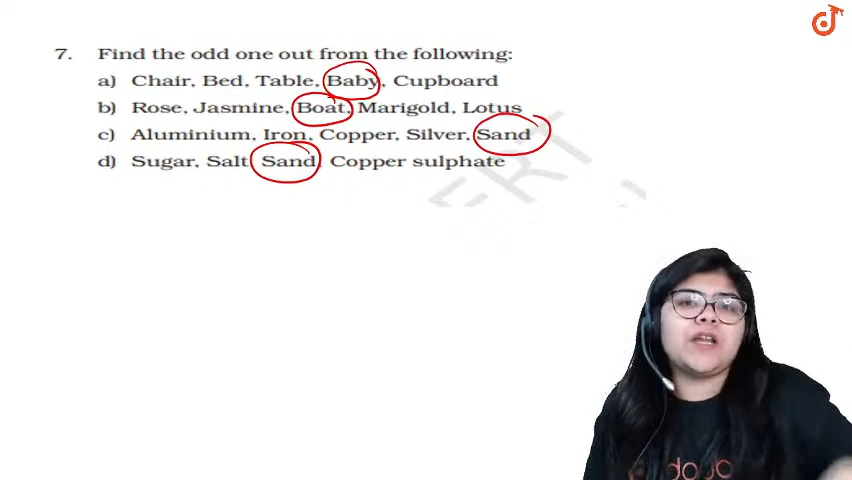 7. Find the odd one out from the following:
a) Chair, Bed, Table, Baby, Cupboard
b) Rose, Jasmine, Boat, Marigold, Lotus
c) Aluminium, Iron, Copper, Silver, Sand
d) Sugar, Salt Sand Copper sulphate